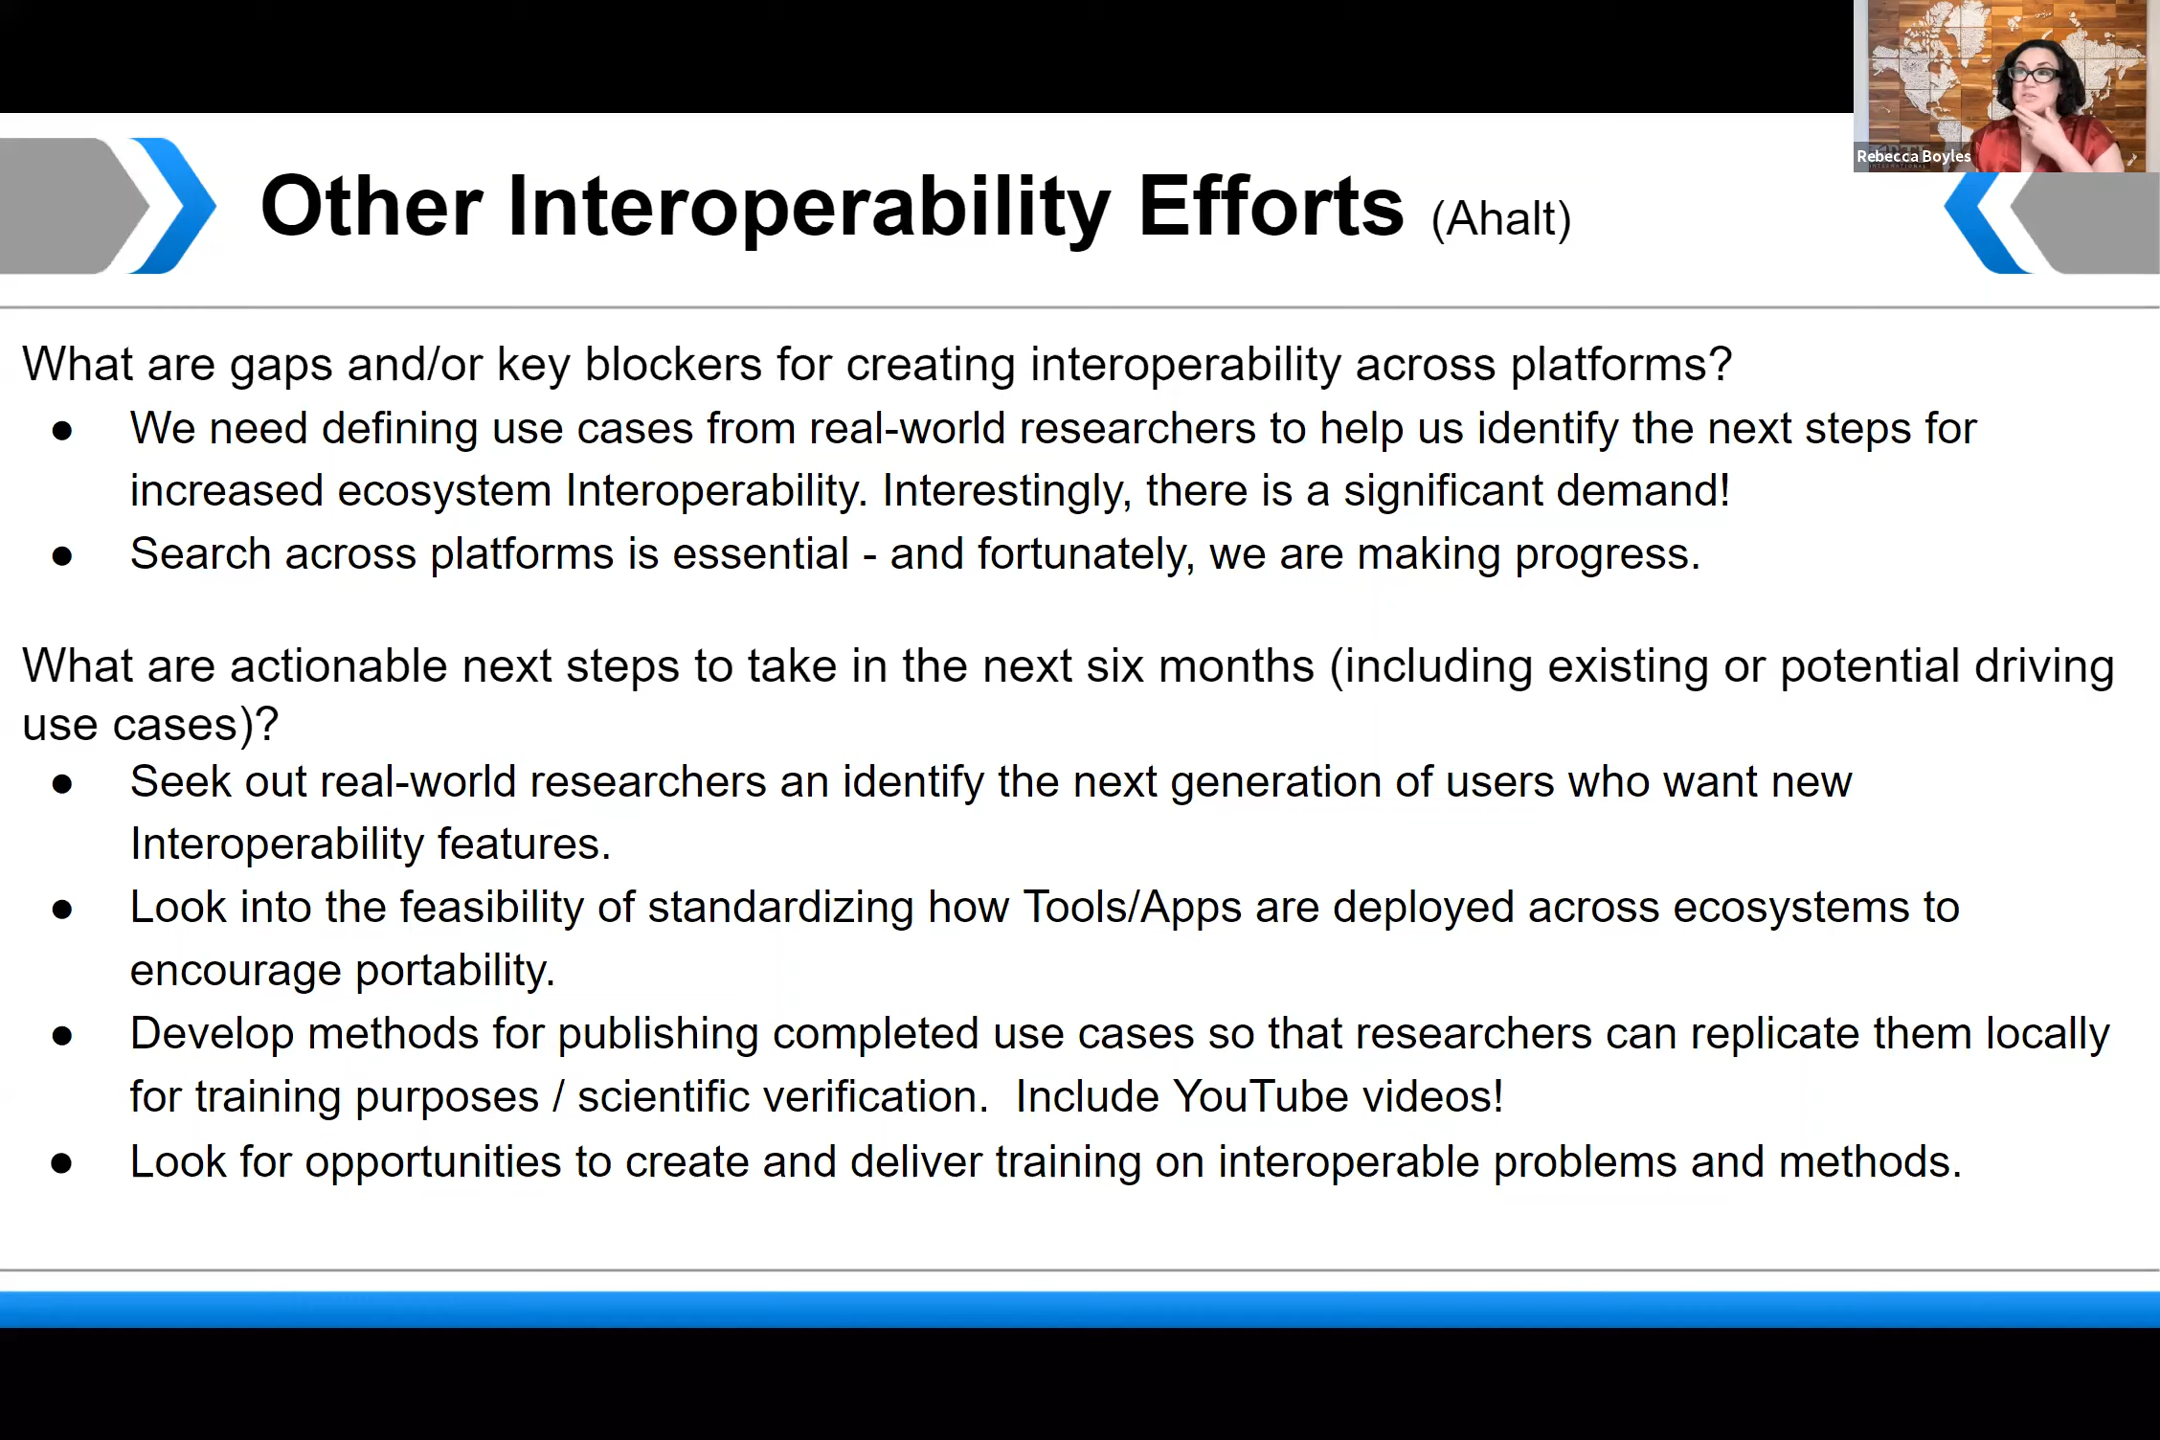 Rebecca Boyles
Other Interoperability Efforts (Ahalt)
What are gaps and/or key blockers for creating interoperability across platforms?
● We need defining use cases from real-world researchers to help us identify the next steps for
increased ecosystem Interoperability. Interestingly, there is a significant demand!
● Search across platforms is essential - and fortunately, we are making progress.
What are actionable next steps to take in the next six months (including existing or potential driving
use cases)?
● Seek out real-world researchers an identify the next generation of users who want new
Interoperability features.
● Look into the feasibility of standardizing how Tools/Apps are deployed across ecosystems to
encourage portability.
● Develop methods for publishing completed use cases so that researchers can replicate them locally
for training purposes / scientific verification.  Include YouTube videos!
● Look for opportunities to create and deliver training on interoperable problems and methods.